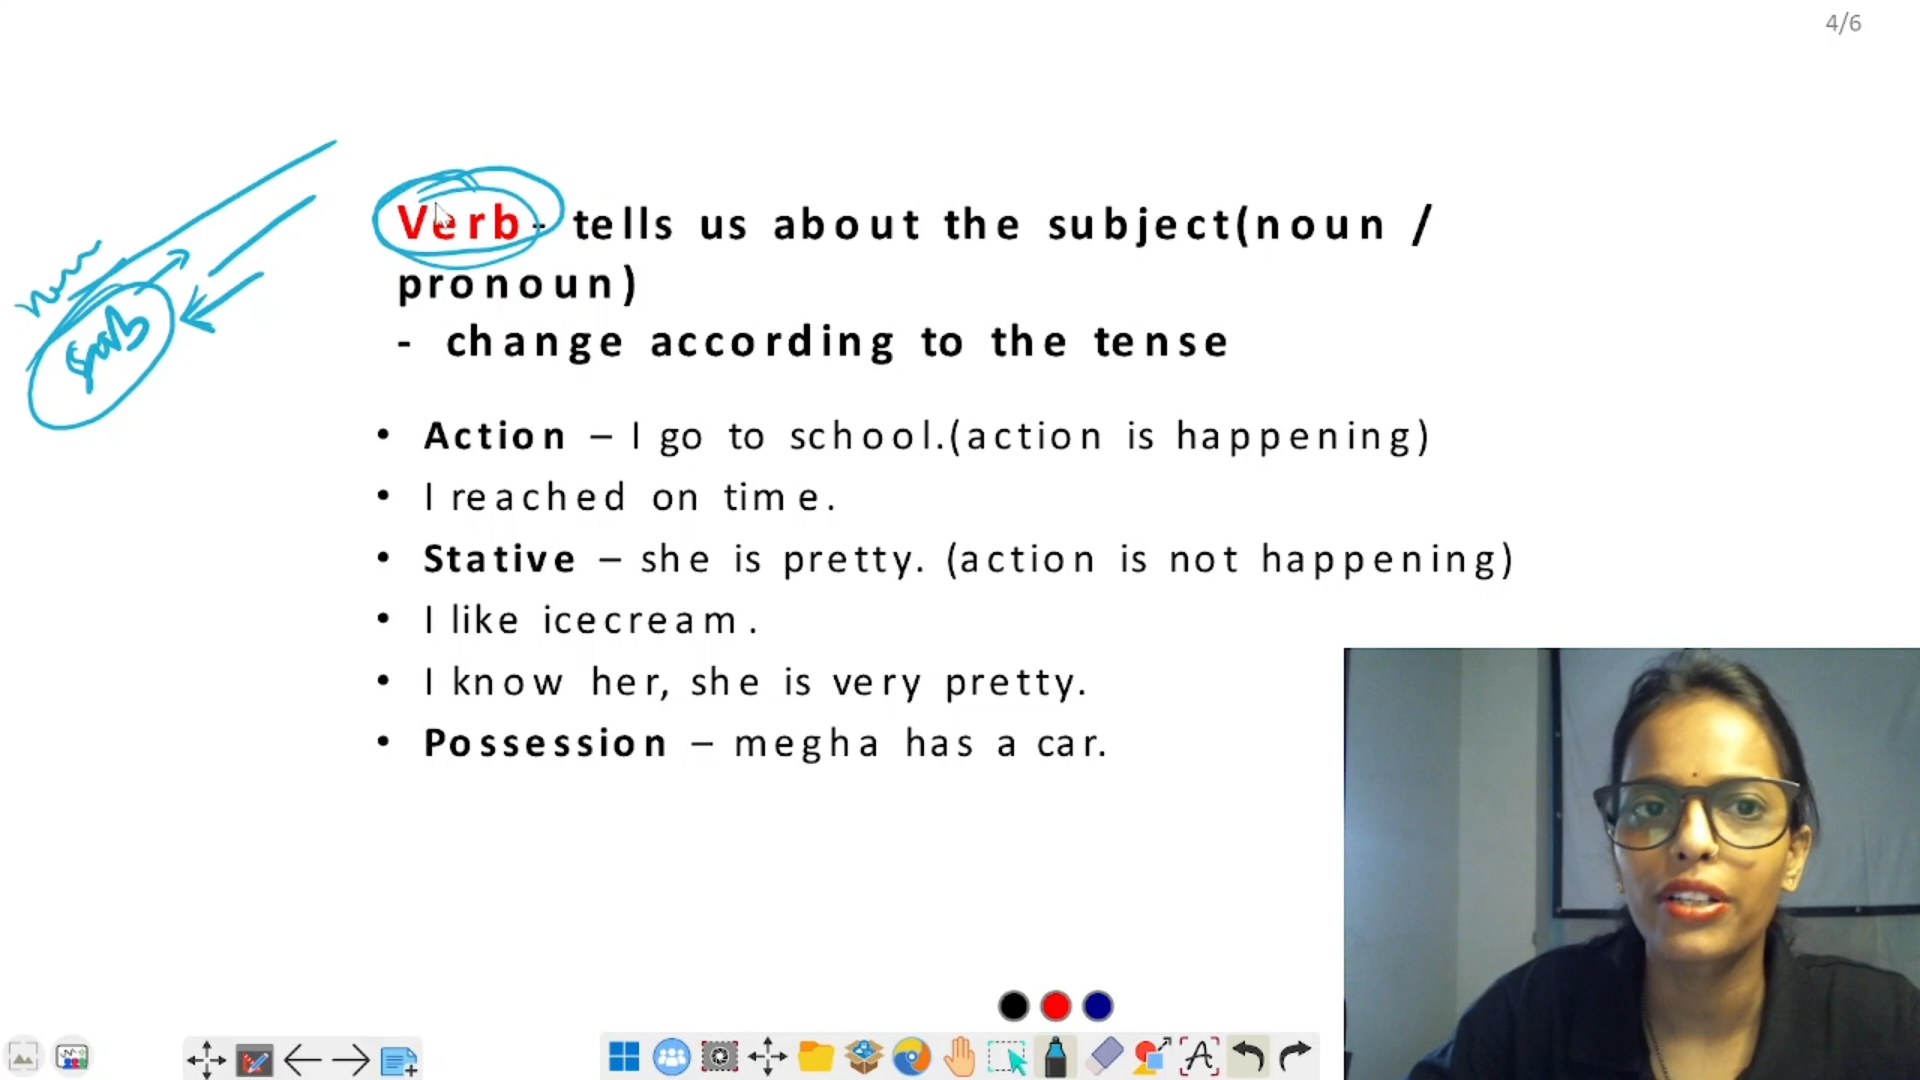 4/6
Verb - tells us about the subject(noun /
pronoun)
- change according to the tense
• Action – I go to school.(action is happening)
• I reached on time.
• Stative – she is pretty. (action is not happening)
• I like icecream.
• I know her, she is very pretty.
• Possession – megha has a car.